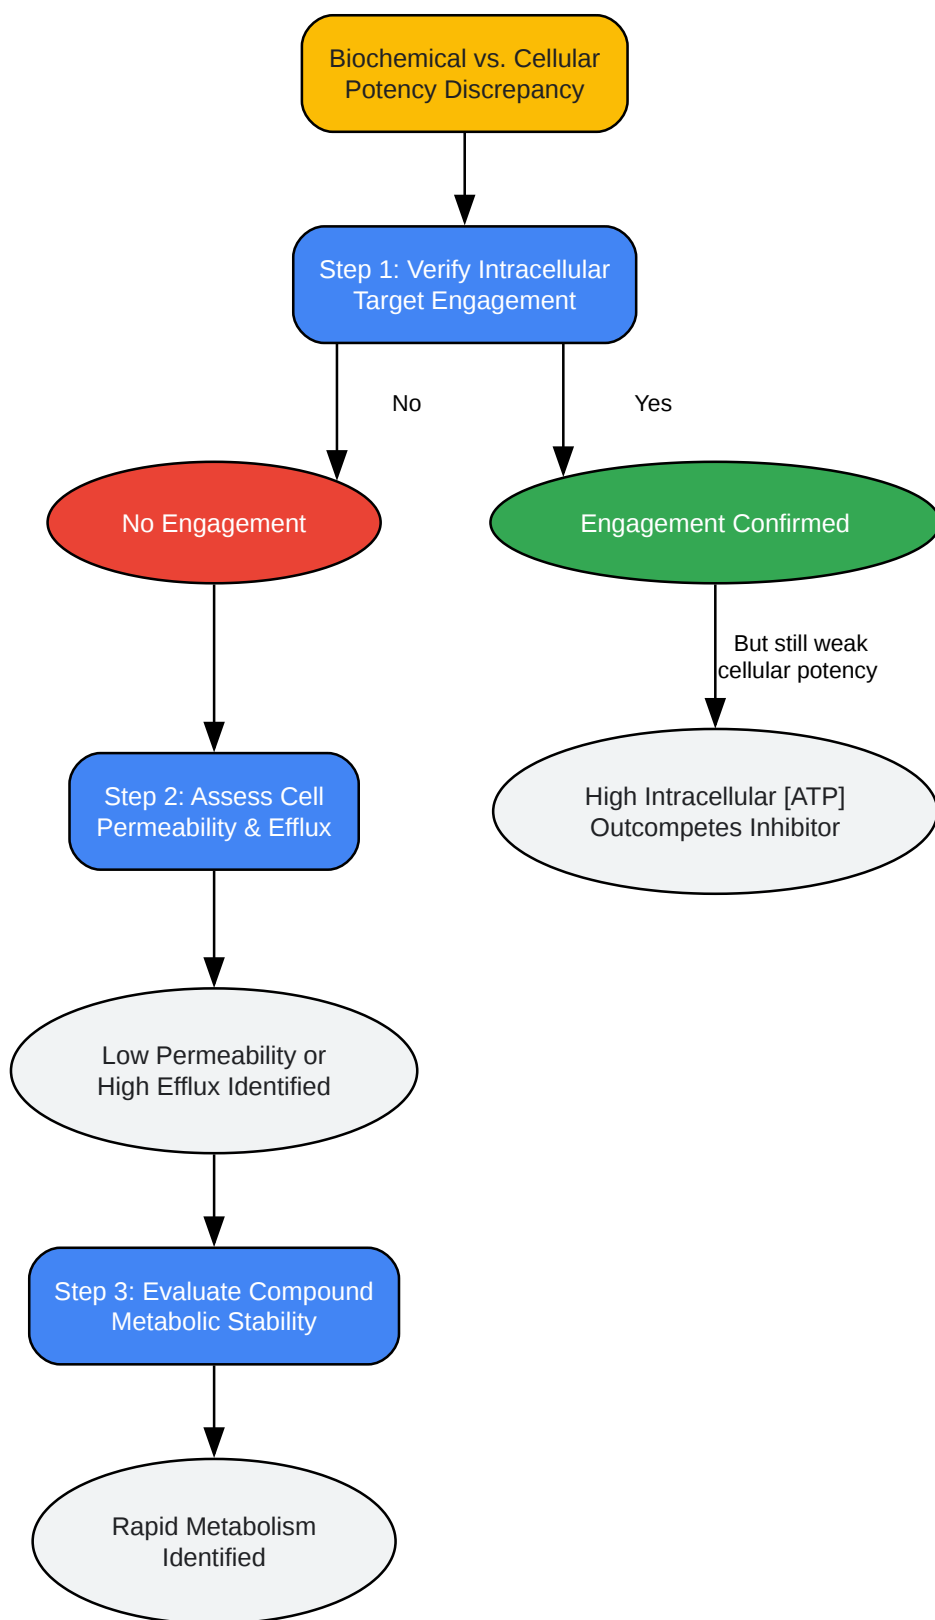 Biochemical vs. Cellular
Potency Discrepancy
Step 1: Verify Intracellular
Target Engagement
No
Yes
No Engagement
Engagement Confirmed
But still weak
cellular potency
Step 2: Assess Cell
Permeability & Efflux
High Intracellular [ATP]
Outcompetes Inhibitor
Low Permeability or
High Efflux Identified
Step 3: Evaluate Compound
Metabolic Stability
Rapid Metabolism
Identified